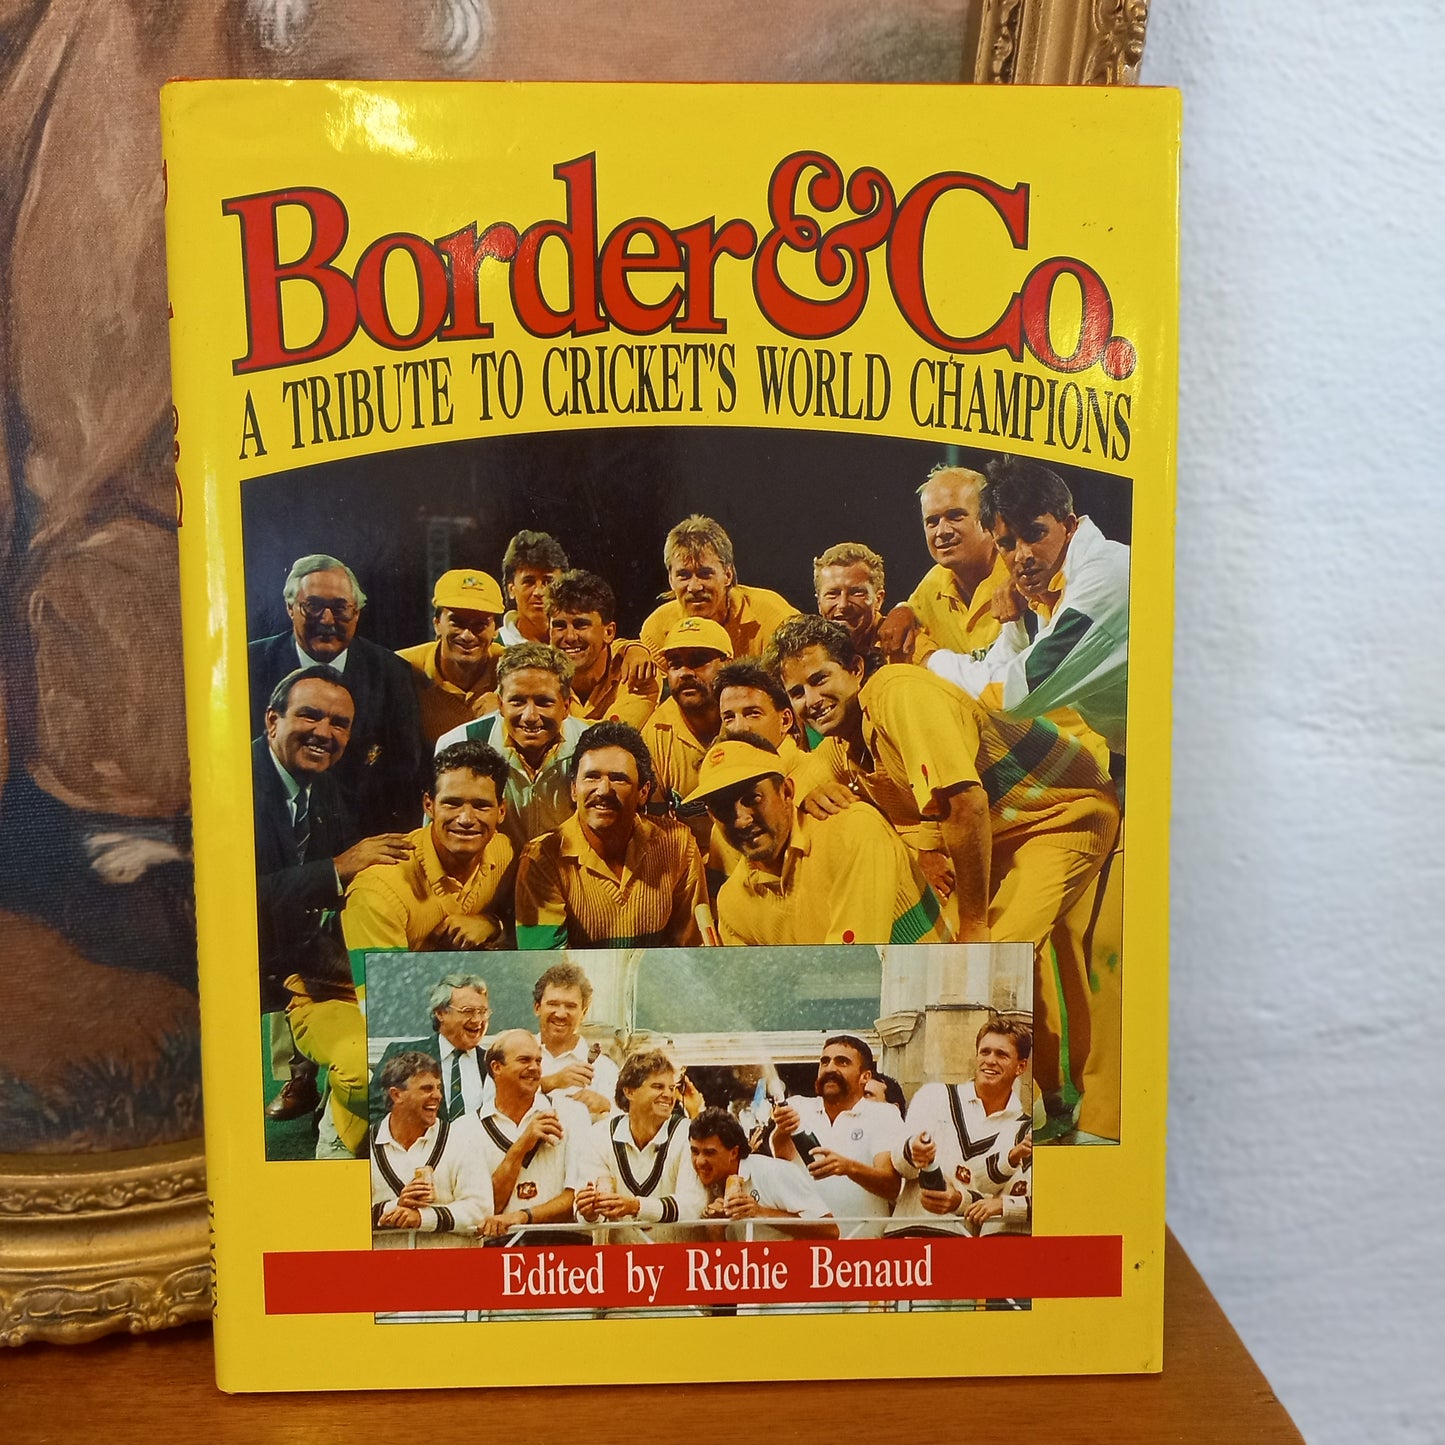 Border & Co.
A TRIBUTE TO CRICKET'S WORLD CHAMPIONS
Edited by Richie Benaud